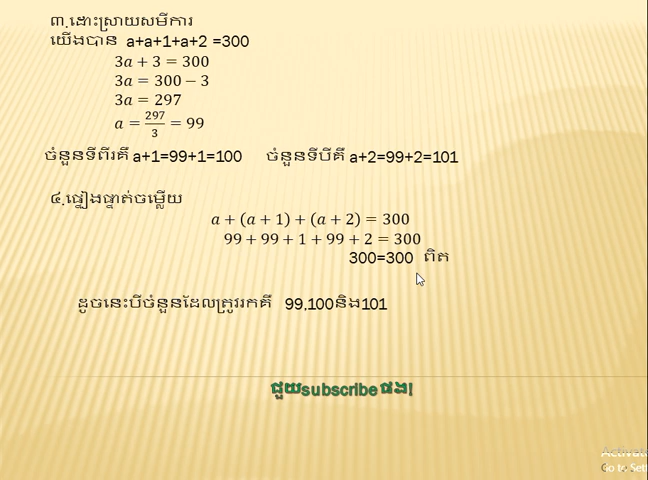 ៣.ដោះស្រាយសមីការ
យើងបាន a+a+1+a+2 =300
3a + 3 = 300
3a = 300 − 3
3a = 297
a = 297/3 = 99
ចំនួនទីពីរគឺ a+1=99+1=100 ចំនួនទីបីគឺ a+2=99+2=101
៤.ផ្ទៀងផ្ទាត់ចម្លើយ
a + (a + 1) + (a + 2) = 300
99 + 99 + 1 + 99 + 2 = 300
300=300 ពិត
ដូចនេះបីចំនួនដែលត្រូវរកគឺ 99,100និង101
ជួយsubscribeផង!
Activat
Go to Sett